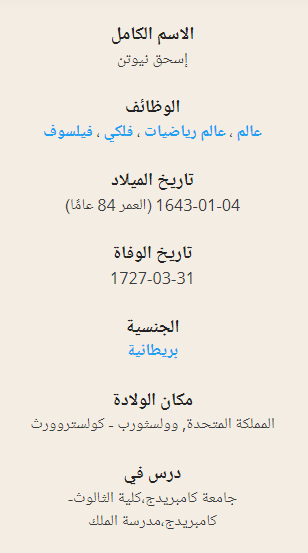 الاسم الكامل
إسحق نيوتن
الوظائف
عالم ، عالم رياضيات ، فلكي ، فيلسوف
تاريخ الميلاد
1643-01-04 (العمر 84 عامًا)
تاريخ الوفاة
1727-03-31
الجنسية
بريطانية
مكان الولادة
المملكة المتحدة, وولسثورب - كولستروورث
درس في
جامعة كامبريدج،كلية الثالوث-
كامبريدج،مدرسة الملك